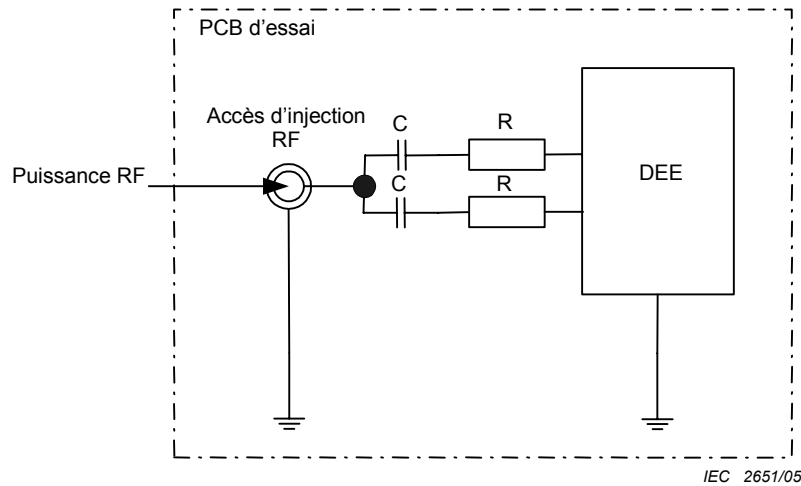 PCB d'essai
Accès d'injection
RF
Puissance RF
C
R
C
R
DEE
IEC 2651/05